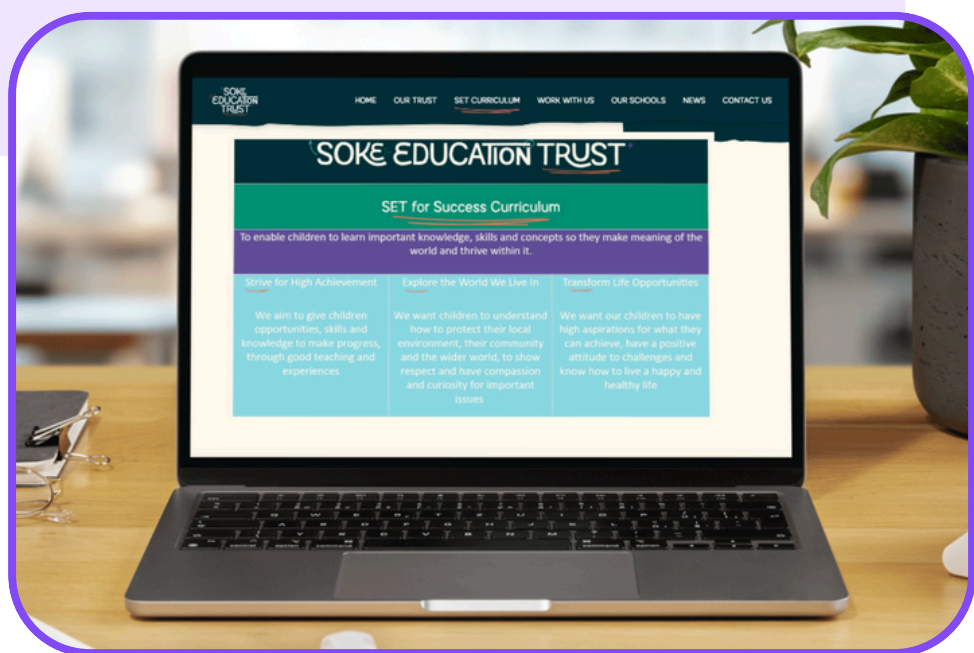 SOKE
EDUCATION
TRUST
HOME OUR TRUST SET CURRICULUM WORK WITH US OUR SCHOOLS NEWS CONTACT US
SOKE EDUCATION TRUST
SET for Success Curriculum
To enable children to learn important knowledge, skills and concepts so they make meaning of the
world and thrive within it.
Strive for High Achievement
We aim to give children
opportunities, skills and
knowledge to make progress,
through good teaching and
experiences
Explore the World We Live In
We want children to understand
how to protect their local
environment, their community
and the wider world, to show
respect and have compassion
and curiosity for important
issues
Transform Life Opportunities
We want our children to have
high aspirations for what they
can achieve, have a positive
attitude to challenges and
know how to live a happy and
healthy life